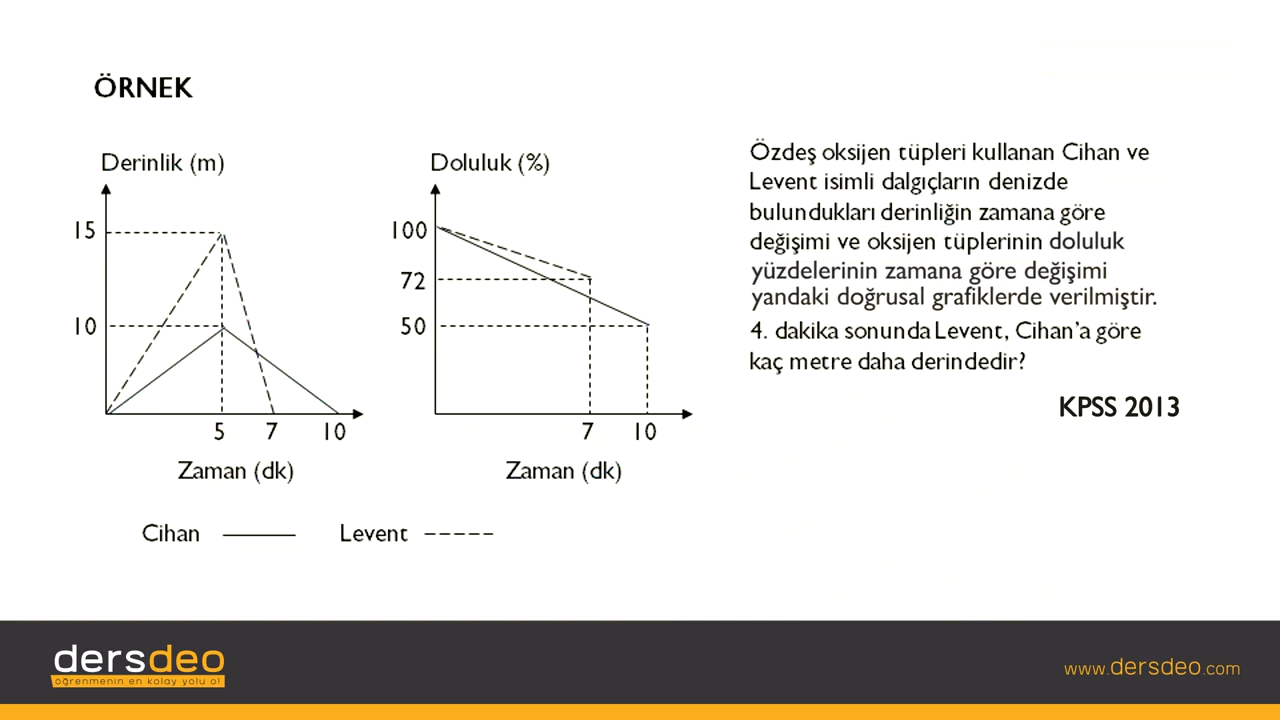 ÖRNEK
Derinlik (m)
15
10
5 7 10
Zaman (dk)
Doluluk (%)
100
72
50
7 10
Zaman (dk)
Cihan
Levent
Özdeş oksijen tüpleri kullanan Cihan ve
Levent isimli dalgıçların denizde
bulundukları derinliğin zamana göre
değişimi ve oksijen tüplerinin doluluk
yüzdelerinin zamana göre değişimi
yandaki doğrusal grafiklerde verilmiştir.
4. dakika sonunda Levent, Cihan'a göre
kaç metre daha derindedir?
KPSS 2013
dersdeo
öğrenmenin en kolay yolu o!
www.dersdeo.com